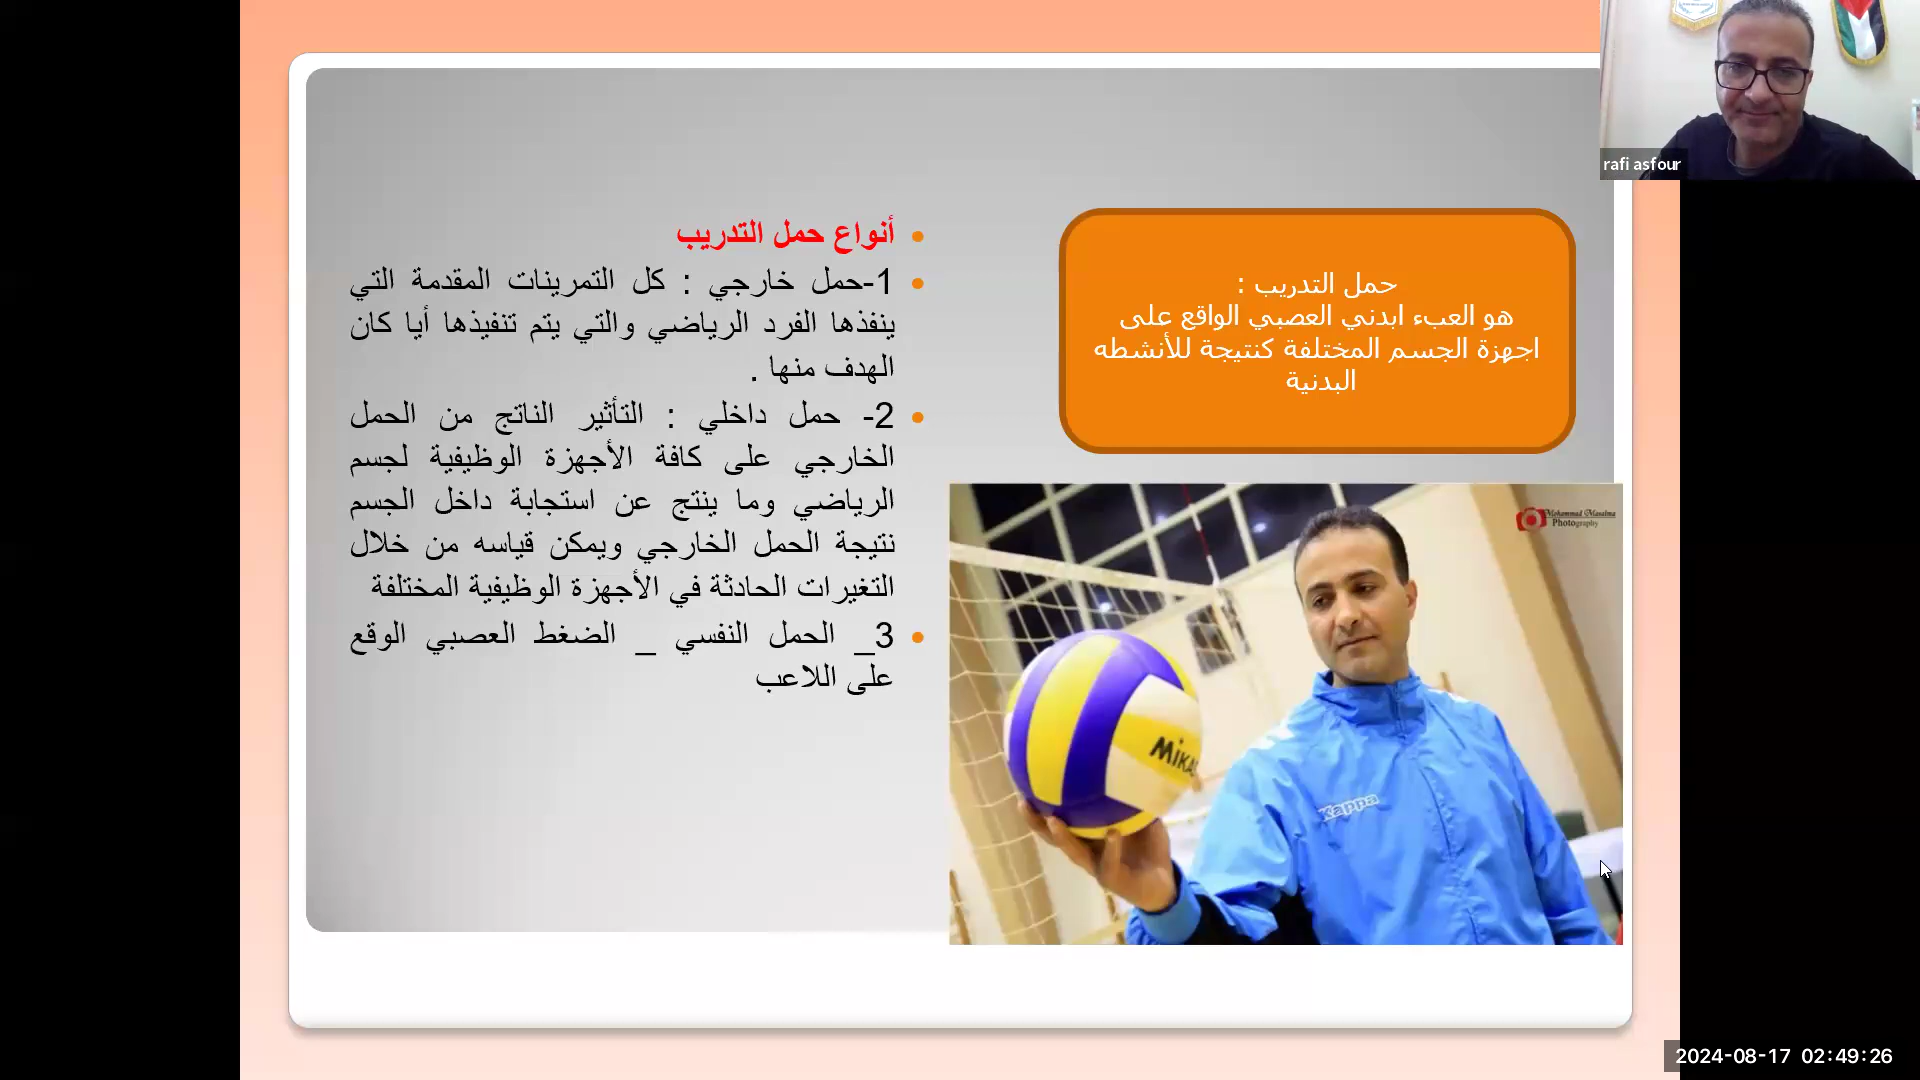 rafi asfour
حمل التدريب :
هو العبء ابدني العصبي الواقع على
اجهزة الجسم المختلفة كنتيجة للأنشطه
البدنية
أنواع حمل التدريب
1-حمل خارجي : كل التمرينات المقدمة التي
ينفذها الفرد الرياضي والتي يتم تنفيذها أيا كان
الهدف منها .
2- حمل داخلي : التأثير الناتج من الحمل
الخارجي على كافة الأجهزة الوظيفية لجسم
الرياضي وما ينتج عن استجابة داخل الجسم
نتيجة الحمل الخارجي ويمكن قياسه من خلال
التغيرات الحادثة في الأجهزة الوظيفية المختلفة
3_ الحمل النفسي _ الضغط العصبي الوقع
على اللاعب
Mohammad Masalma
Photography
MIKA
Kappa
2024-08-17 02:49:26